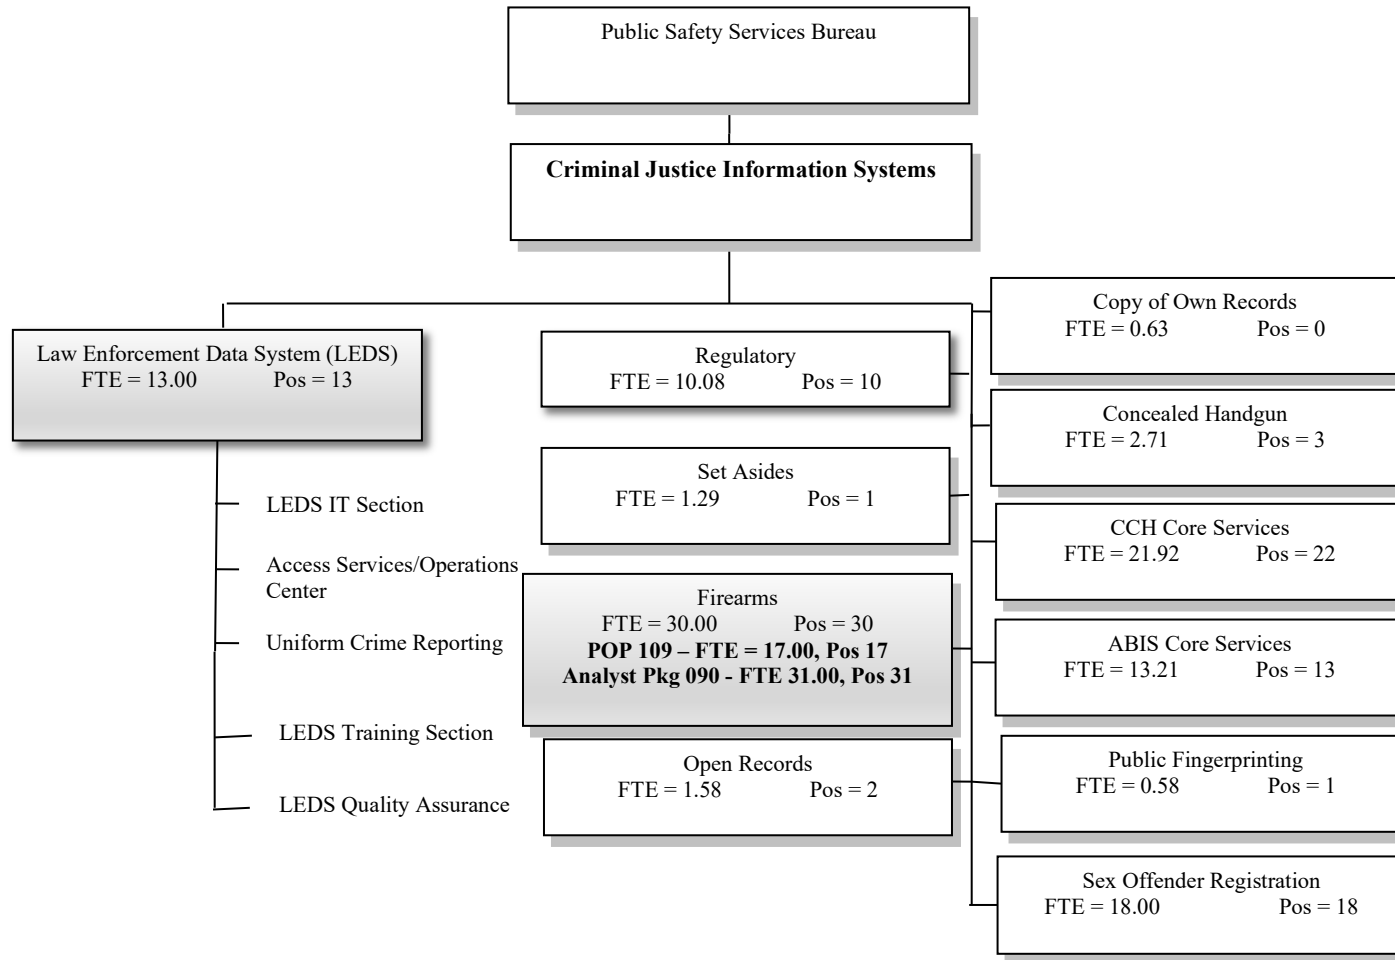 Public Safety Services Bureau
Criminal Justice Information Systems
Law Enforcement Data System (LEDS)
FTE = 13.00 Pos = 13
LEDS IT Section
Access Services/Operations
Center
Uniform Crime Reporting
LEDS Training Section
LEDS Quality Assurance
Regulatory
FTE = 10.08 Pos = 10
Set Asides
FTE = 1.29 Pos = 1
Firearms
FTE = 30.00 Pos = 30
POP 109 – FTE = 17.00, Pos 17
Analyst Pkg 090 - FTE 31.00, Pos 31
Open Records
FTE = 1.58 Pos = 2
Copy of Own Records
FTE = 0.63 Pos = 0
Concealed Handgun
FTE = 2.71 Pos = 3
CCH Core Services
FTE = 21.92 Pos = 22
ABIS Core Services
FTE = 13.21 Pos = 13
Public Fingerprinting
FTE = 0.58 Pos = 1
Sex Offender Registration
FTE = 18.00 Pos = 18